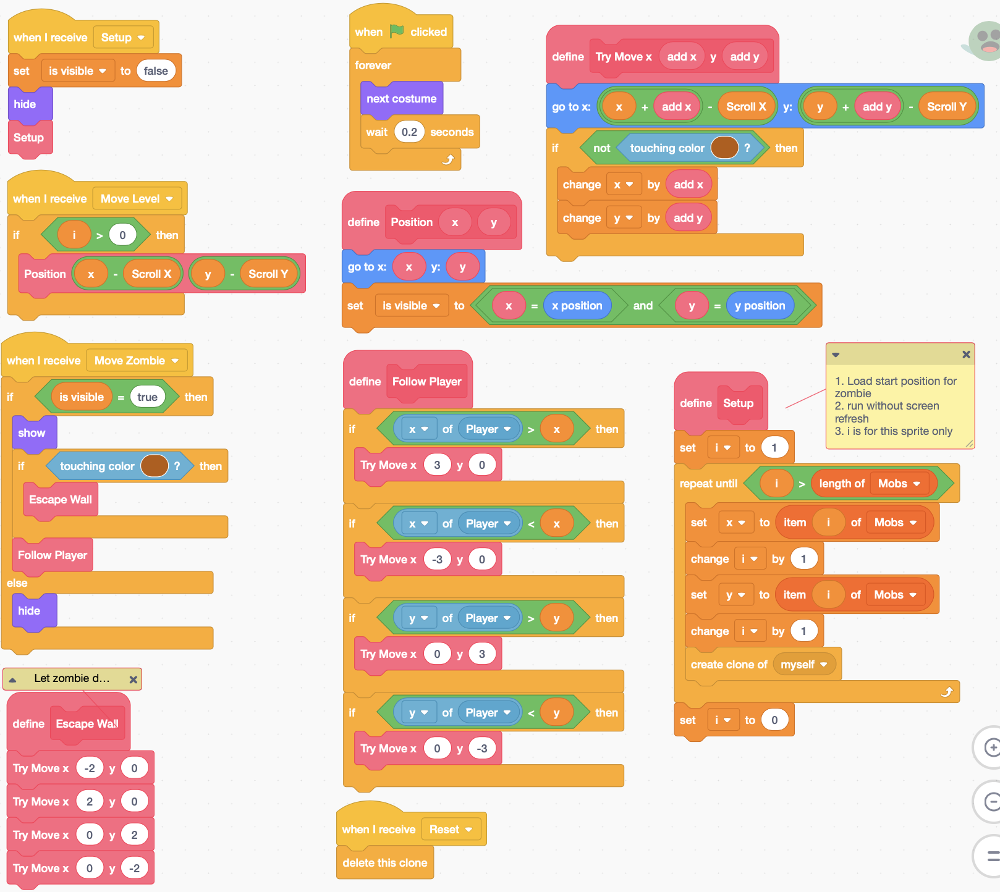 when I receive Setup
set is visible to false
hide
Setup
when I receive Move Level
if i > 0 then
Position x - Scroll X y - Scroll Y
when I receive Move Zombie
if is visible = true then
show
if touching color ? then
Escape Wall
Follow Player
else
hide
Let zombie d...
define Escape Wall
Try Move x -2 y 0
Try Move x 2 y 0
Try Move x 0 y 2
Try Move x 0 y -2
when clicked
forever
next costume
wait 0.2 seconds
define Position x y
go to x: x y: y
set is visible to x = x position and y = y position
define Follow Player
if x of Player > x then
Try Move x 3 y 0
if x of Player < x then
Try Move x -3 y 0
if y of Player > y then
Try Move x 0 y 3
if y of Player < y then
Try Move x 0 y -3
when I receive Reset
delete this clone
define Try Move x add x y add y
go to x: x + add x - Scroll X y: y + add y - Scroll Y
if not touching color ? then
change x by add x
change y by add y
1. Load start position for
zombie
2. run without screen
refresh
3. i is for this sprite only
define Setup
set i to 1
repeat until i > length of Mobs
set x to item i of Mobs
change i by 1
set y to item i of Mobs
change i by 1
create clone of myself
set i to 0